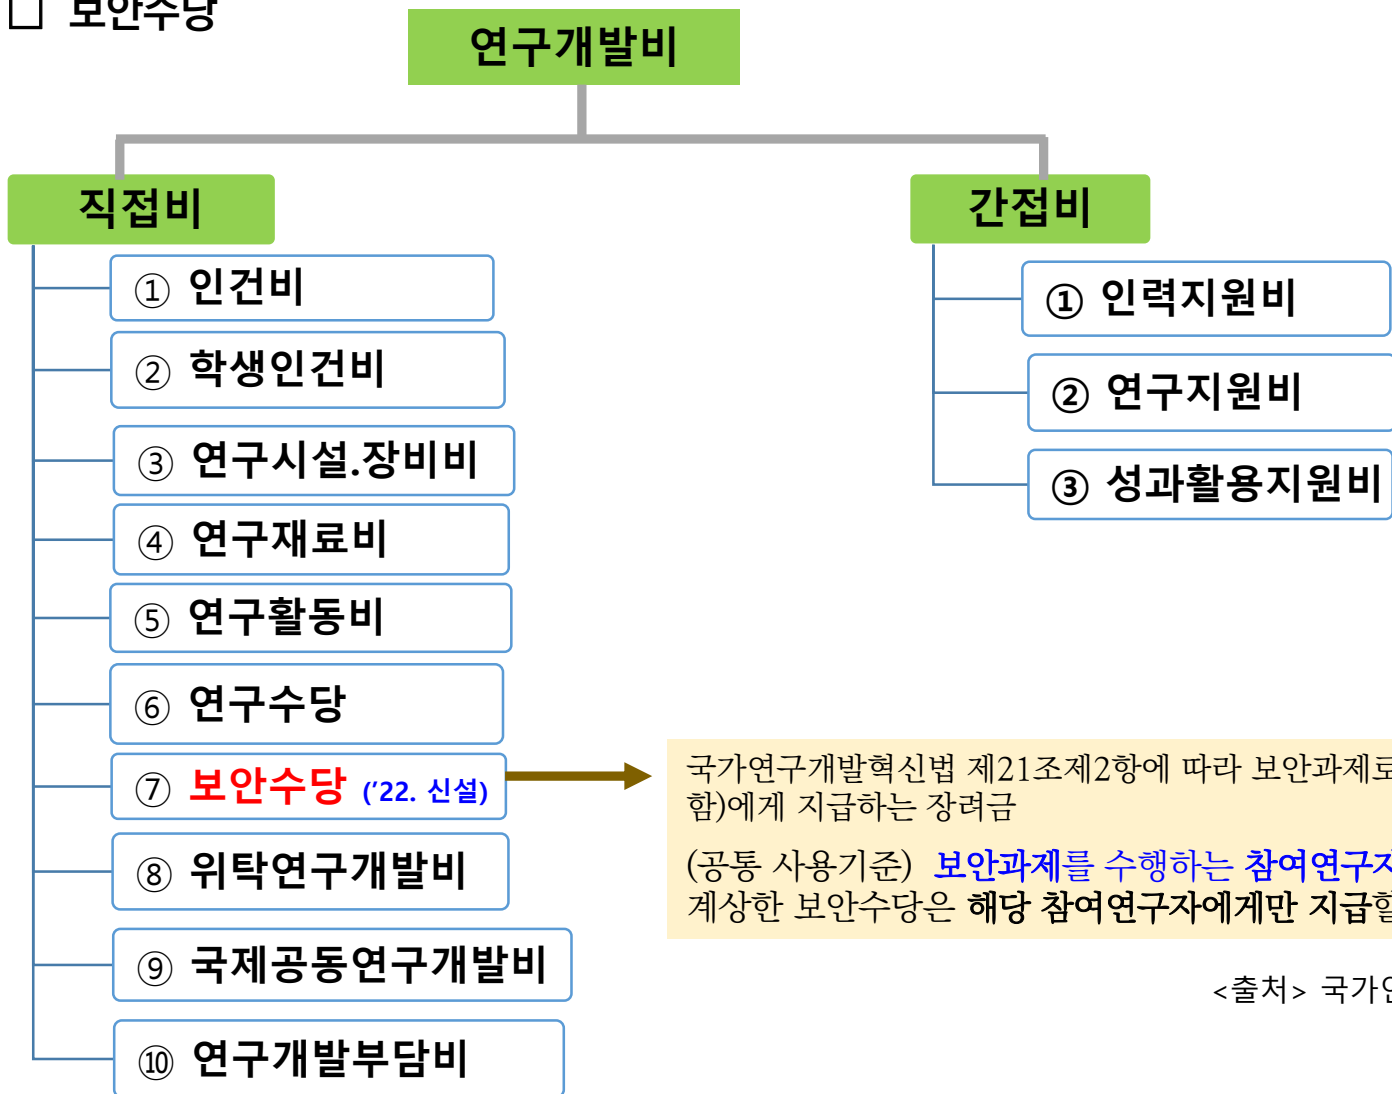 □ 보안수당
연구개발비
직접비
① 인건비
② 학생인건비
③ 연구시설.장비비
④ 연구재료비
⑤ 연구활동비
⑥ 연구수당
⑦ 보안수당 ('22. 신설)
⑧ 위탁연구개발비
⑨ 국제공동연구개발비
⑩ 연구개발부담비
간접비
① 인력지원비
② 연구지원비
③ 성과활용지원비
국가연구개발혁신법 제21조제2항에 따라 보안과제로
함)에게 지급하는 장려금
(공통 사용기준) 보안과제를 수행하는 참여연구자
계상한 보안수당은 해당 참여연구자에게만 지급할
<출처> 국가연